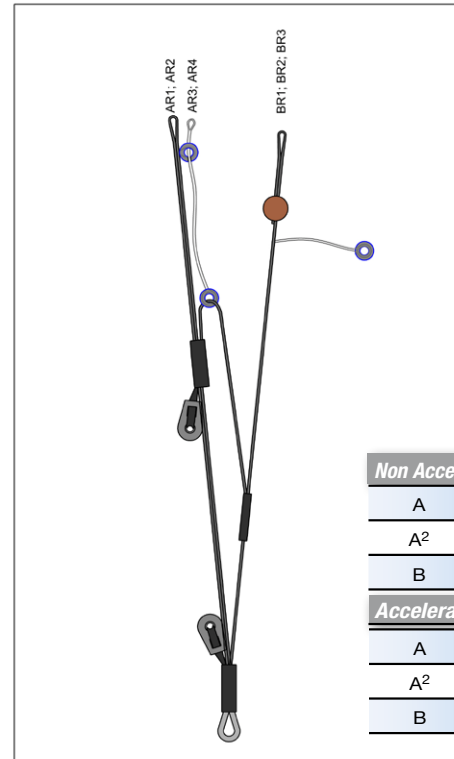 AR1; AR2
AR3; AR4
BR1; BR2; BR3
Non Acce
A
A²
B
Accelera
A
A²
B